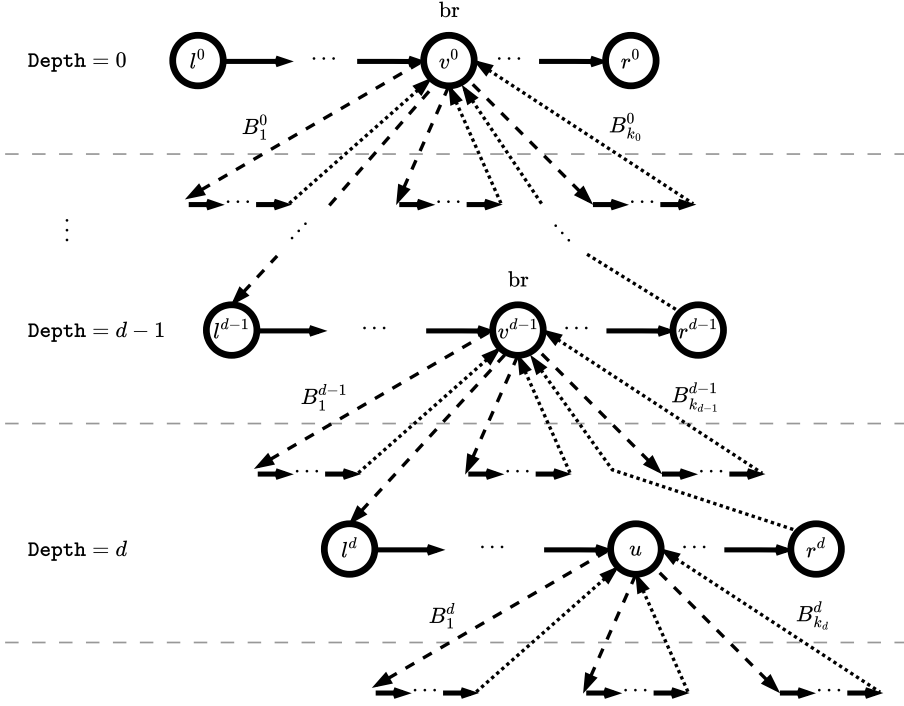 br
Depth = 0 l^0 ··· v^0 ··· r^0
B_1^0 B_{k_0}^0
··· ··· ···
⋮ ⋰ ⋱
br
Depth = d − 1 l^{d−1} ··· v^{d−1} ··· r^{d−1}
B_1^{d−1} B_{k_{d−1}}^{d−1}
··· ··· ···
Depth = d l^d ··· u ··· r^d
B_1^d B_{k_d}^d
··· ··· ···